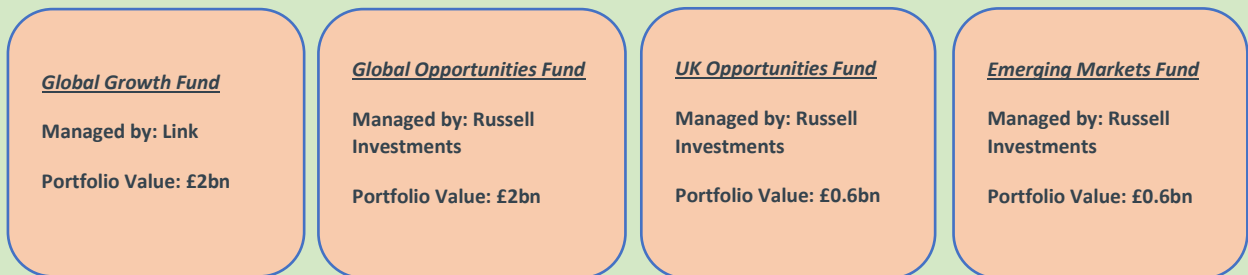 Global Growth Fund
Managed by: Link
Portfolio Value: £2bn
Global Opportunities Fund
Managed by: Russell
Investments
Portfolio Value: £2bn
UK Opportunities Fund
Managed by: Russell
Investments
Portfolio Value: £0.6bn
Emerging Markets Fund
Managed by: Russell
Investments
Portfolio Value: £0.6bn